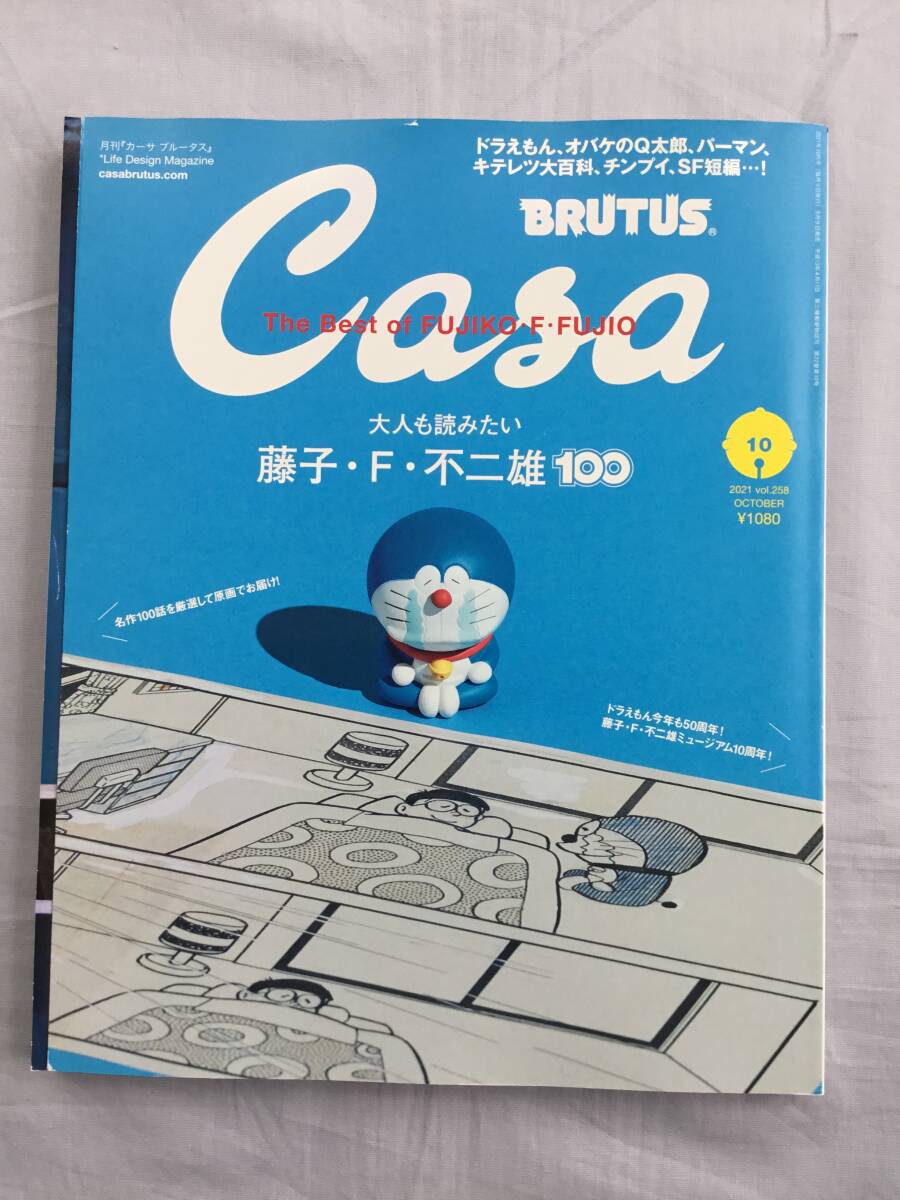 月刊『カーサ ブルータス』
"Life Design Magazine
casabrutus.com
ドラえもん、オバケのQ太郎、パーマン、
キテレツ大百科、チンプイ、SF短編…!
BRUTUS®
Casa
The Best of FUJIKO・F・FUJIO
大人も読みたい
藤子・F・不二雄100
10
2021 vol.258
OCTOBER
¥1080
名作100話を厳選して原画でお届け!
ドラえもん今年も50周年!
藤子・F・不二雄ミュージアム10周年!